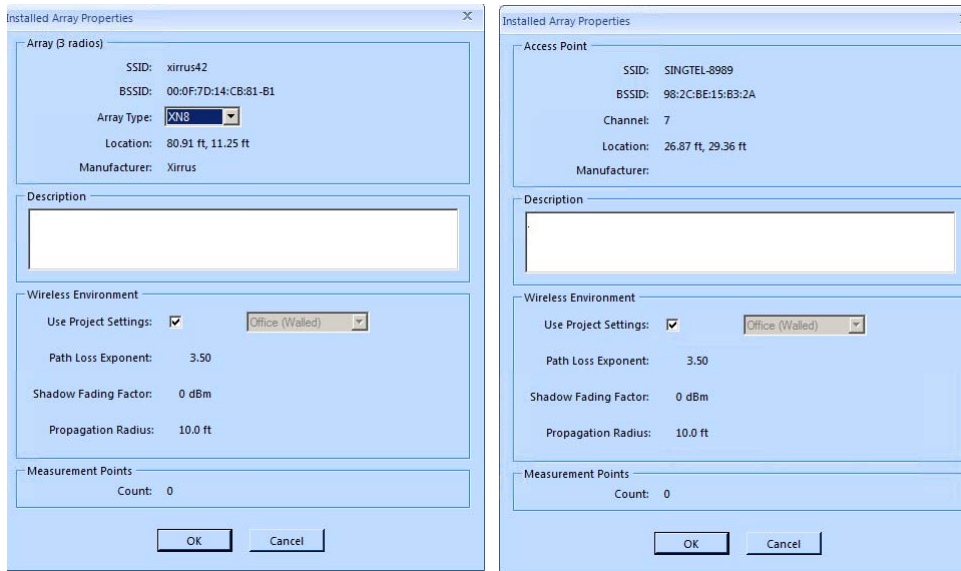 Installed Array Properties
Array (3 radios)
SSID: xirrus42
BSSID: 00:0F:7D:14:CB:81-B1
Array Type: XN8
Location: 80.91 ft, 11.25 ft
Manufacturer: Xirrus
Description
Wireless Environment
Use Project Settings: Office (Walled)
Path Loss Exponent: 3.50
Shadow Fading Factor: 0 dBm
Propagation Radius: 10.0 ft
Measurement Points
Count: 0
OK Cancel
Installed Array Properties
Access Point
SSID: SINGTEL-8989
BSSID: 98:2C:BE:15:B3:2A
Channel: 7
Location: 26.87 ft, 29.36 ft
Manufacturer:
Description
.
Wireless Environment
Use Project Settings: Office (Walled)
Path Loss Exponent: 3.50
Shadow Fading Factor: 0 dBm
Propagation Radius: 10.0 ft
Measurement Points
Count: 0
OK Cancel